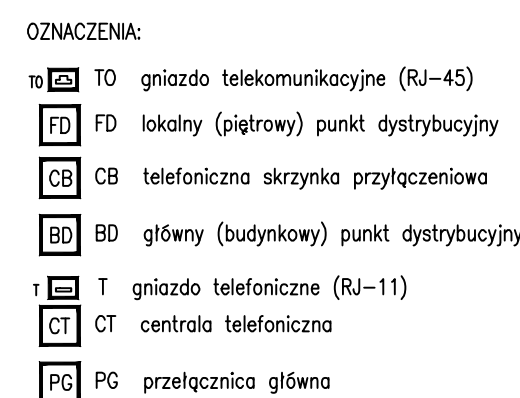 OZNACZENIA:
TO TO gniazdo telekomunikacyjne (RJ-45)
FD FD lokalny (piętrowy) punkt dystrybucyjny
CB CB telefoniczna skrzynka przyłączeniowa
BD BD główny (budynkowy) punkt dystrybucyjny
T T gniazdo telefoniczne (RJ-11)
CT CT centrala telefoniczna
PG PG przełącznica główna